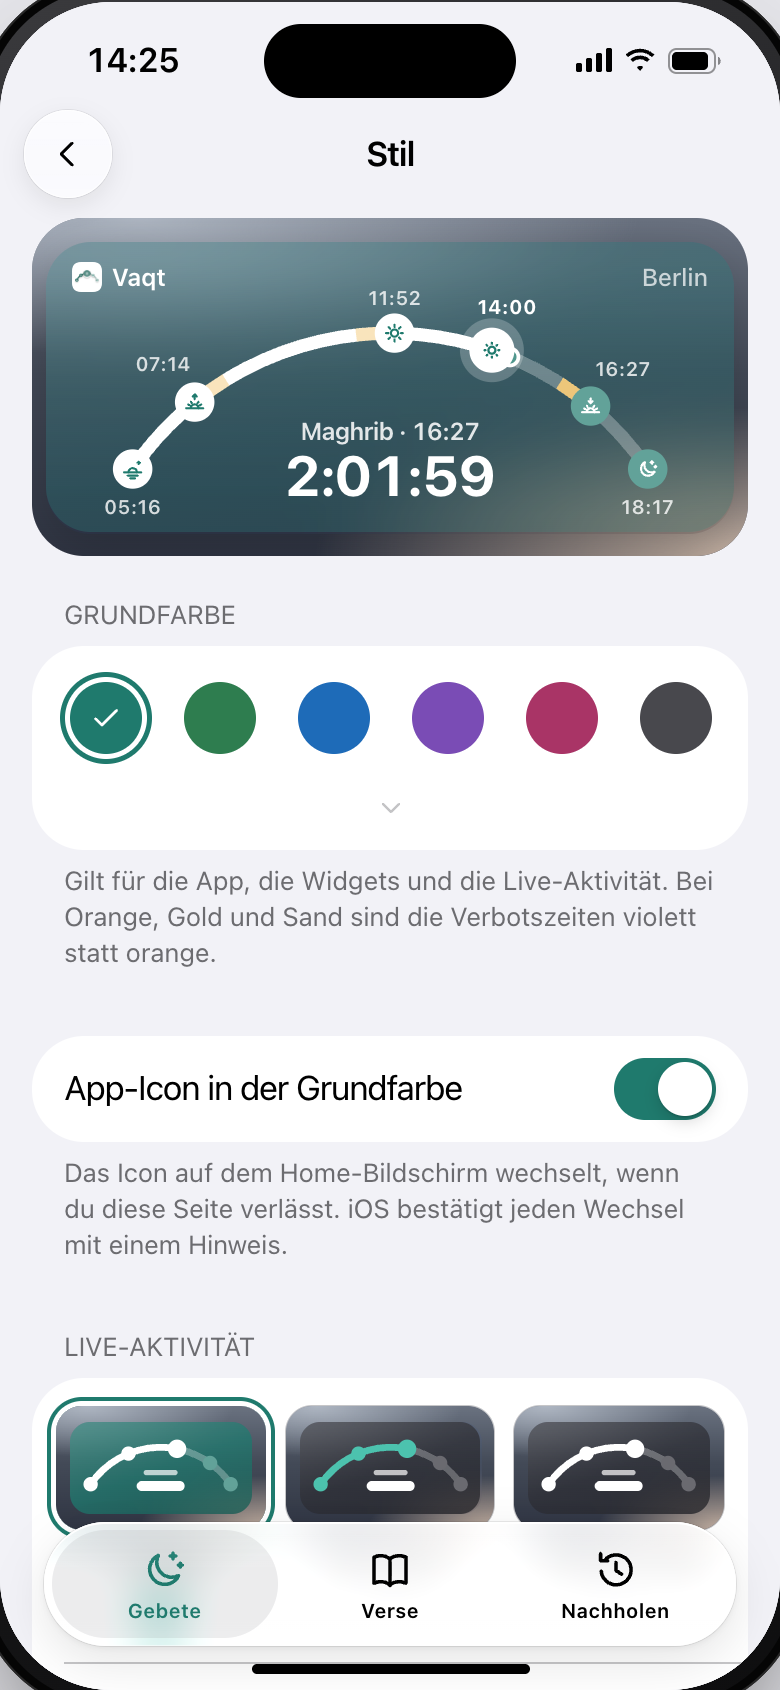 14:25
Stil
Vaqt
Berlin
11:52
14:00
07:14
16:27
Maghrib · 16:27
2:01:59
05:16
18:17
GRUNDFARBE
Gilt für die App, die Widgets und die Live-Aktivität. Bei
Orange, Gold und Sand sind die Verbotszeiten violett
statt orange.
App-Icon in der Grundfarbe
Das Icon auf dem Home-Bildschirm wechselt, wenn
du diese Seite verlässt. iOS bestätigt jeden Wechsel
mit einem Hinweis.
LIVE-AKTIVITÄT
Gebete
Verse
Nachholen